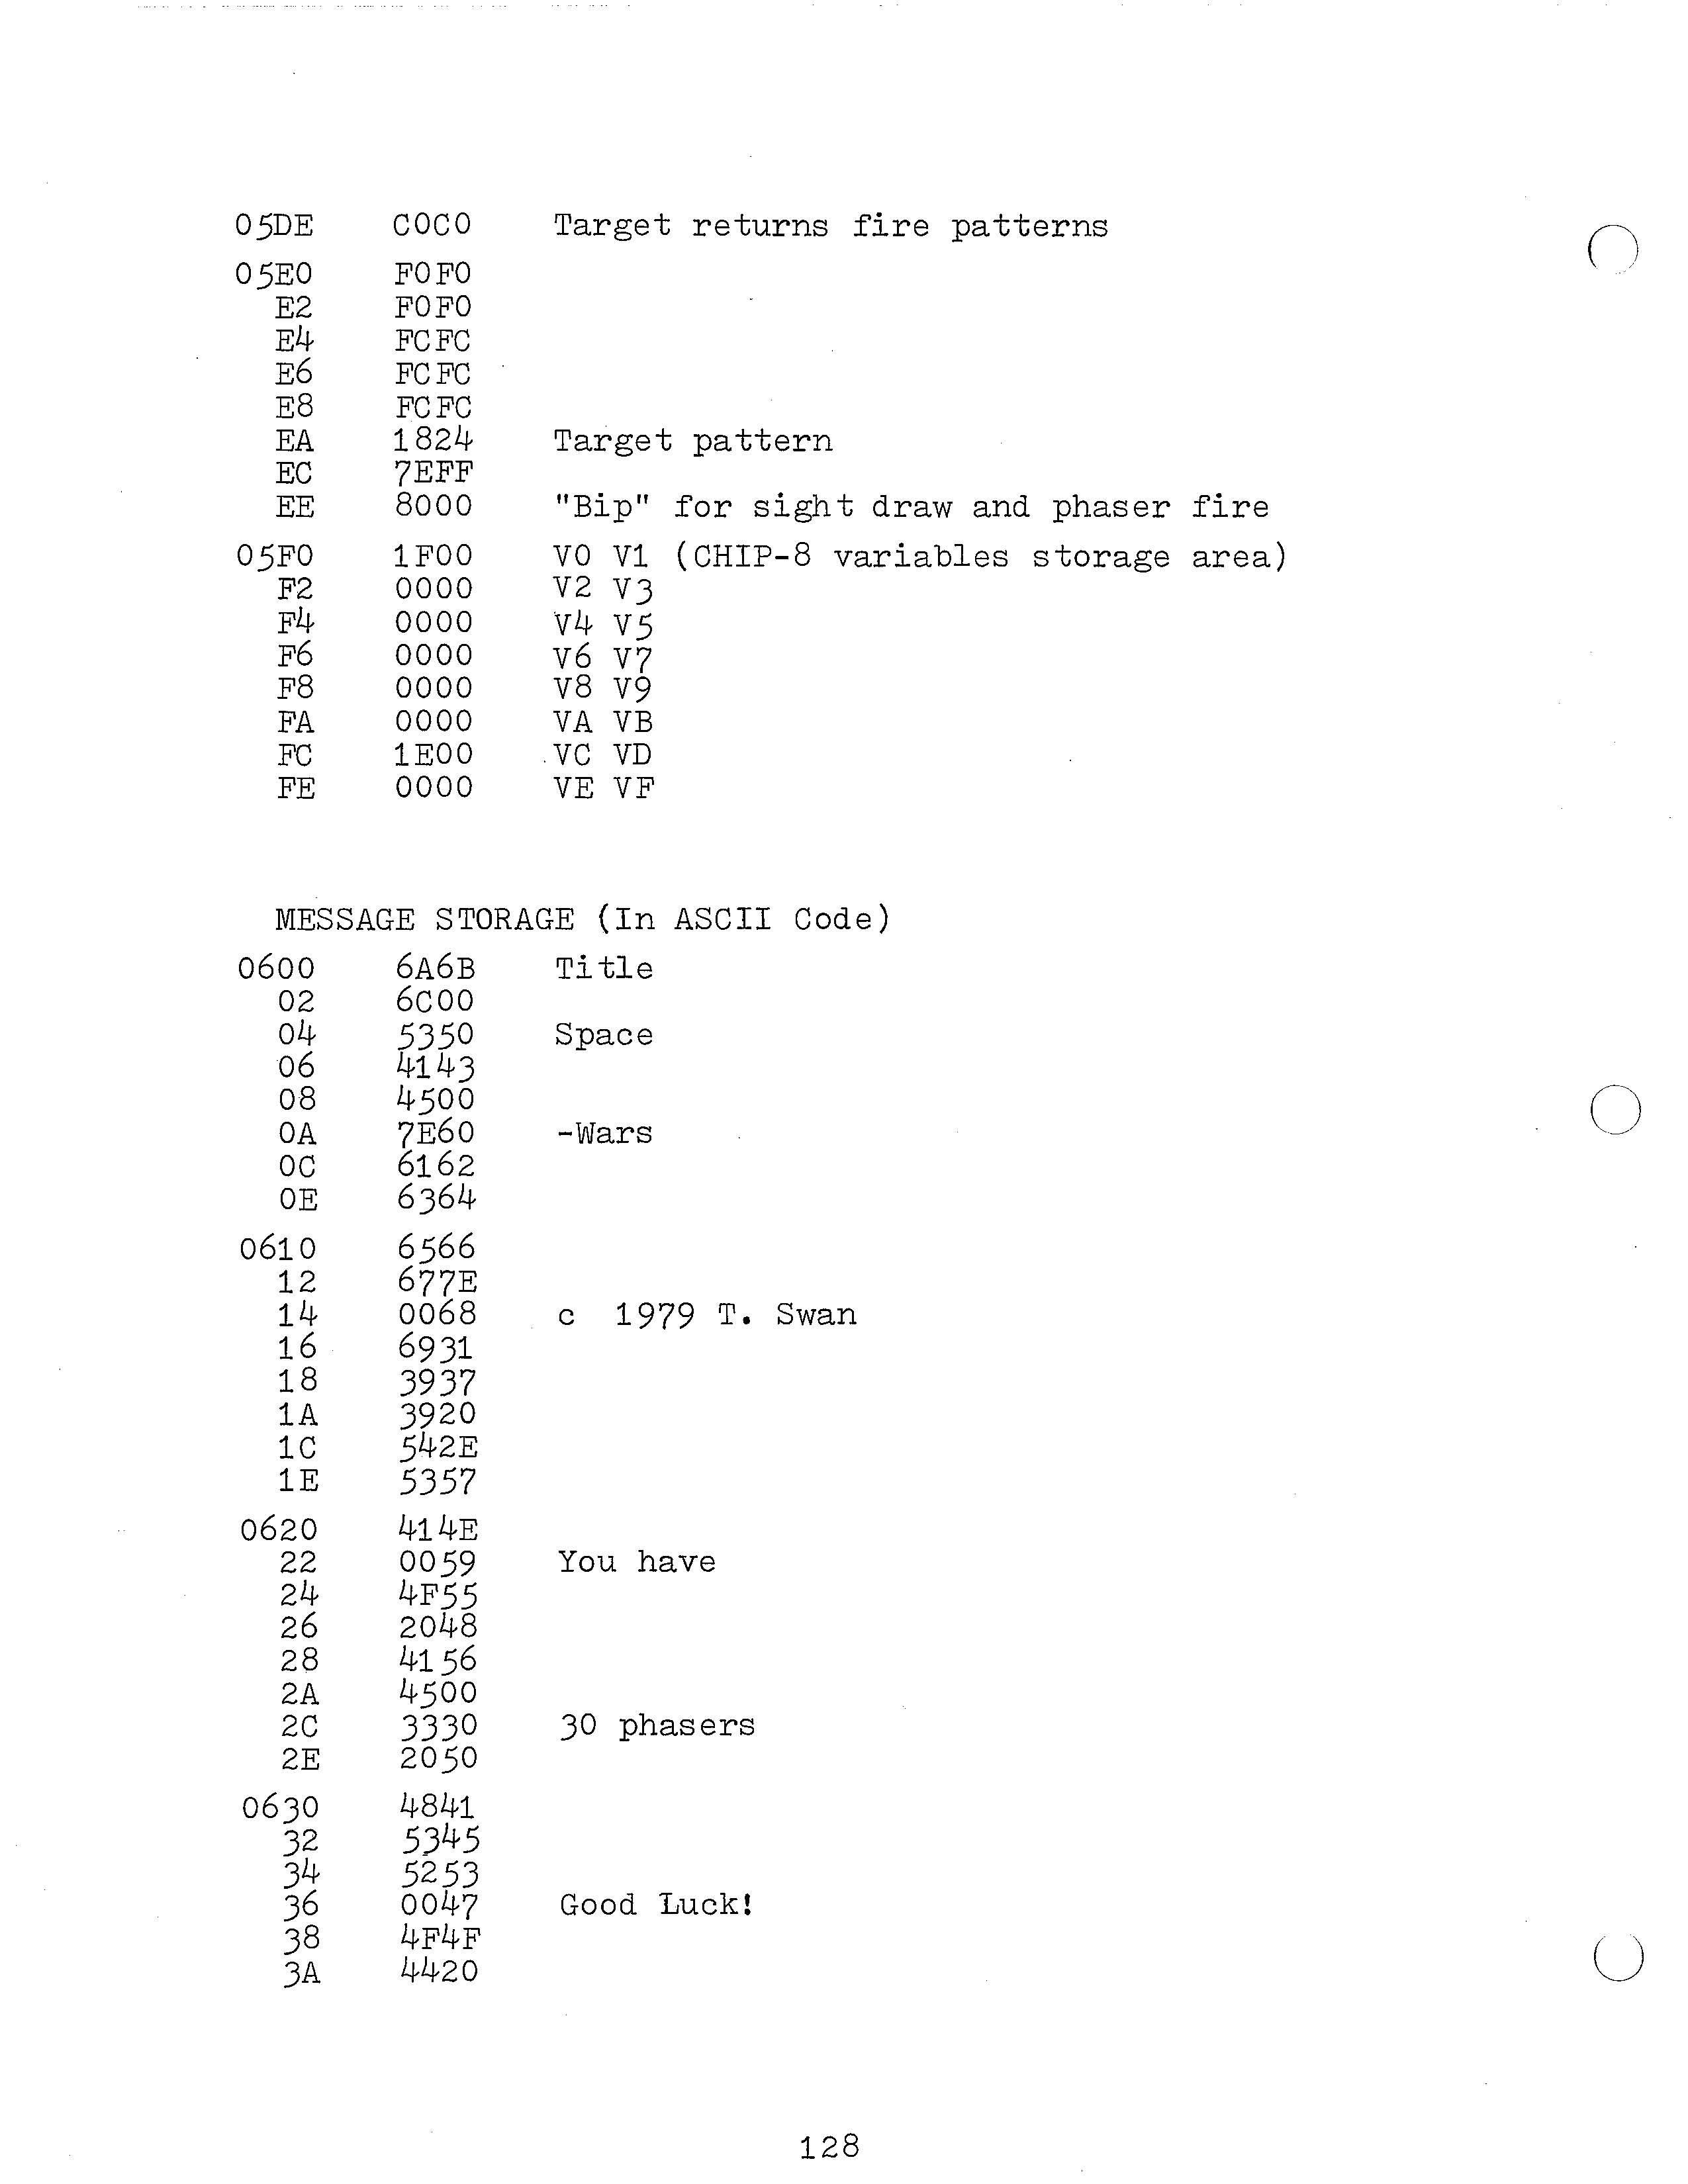 05DE C0C0 Target returns fire patterns
05E0 F0F0
E2 F0F0
E4 FCFC
E6 FCFC
E8 FCFC
EA 1824 Target pattern
EC 7EFF
EE 8000 "Bip" for sight draw and phaser fire
05F0 1F00 V0 V1 (CHIP-8 variables storage area)
F2 0000 V2 V3
F4 0000 V4 V5
F6 0000 V6 V7
F8 0000 V8 V9
FA 0000 VA VB
FC 1E00 VC VD
FE 0000 VE VF
MESSAGE STORAGE (In ASCII Code)
0600 6A6B Title
02 6C00
04 5350 Space
06 4143
08 4500
0A 7E60 -Wars
0C 6162
0E 6364
0610 6566
12 677E
14 0068 c 1979 T. Swan
16 6931
18 3937
1A 3920
1C 542E
1E 5357
0620 414E
22 0059 You have
24 4F55
26 2048
28 4156
2A 4500
2C 3330 30 phasers
2E 2050
0630 4841
32 5345
34 5253
36 0047 Good Luck!
38 4F4F
3A 4420
128